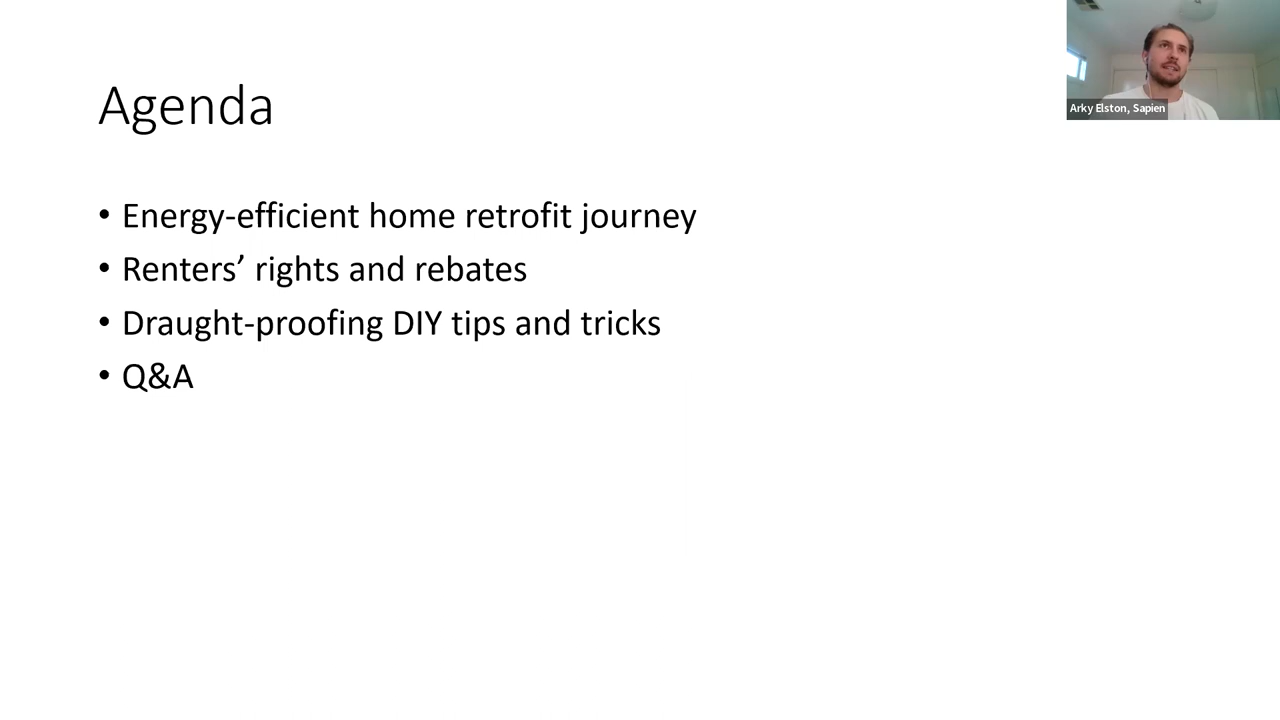 Agenda
Arky Elston, Sapien
• Energy-efficient home retrofit journey
• Renters’ rights and rebates
• Draught-proofing DIY tips and tricks
• Q&A